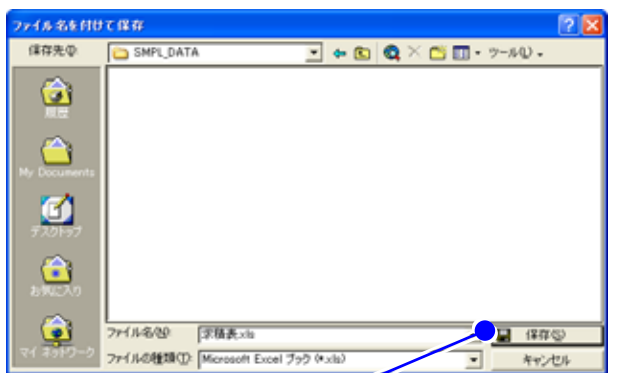 ファイル名を付けて保存
保存先(I):
SMPL_DATA
ツール(L)
履歴
My Documents
デスクトップ
お気に入り
マイ ネットワーク
ファイル名(N):
求積表.xls
保存(S)
ファイルの種類(T):
Microsoft Excel ブック (*.xls)
キャンセル